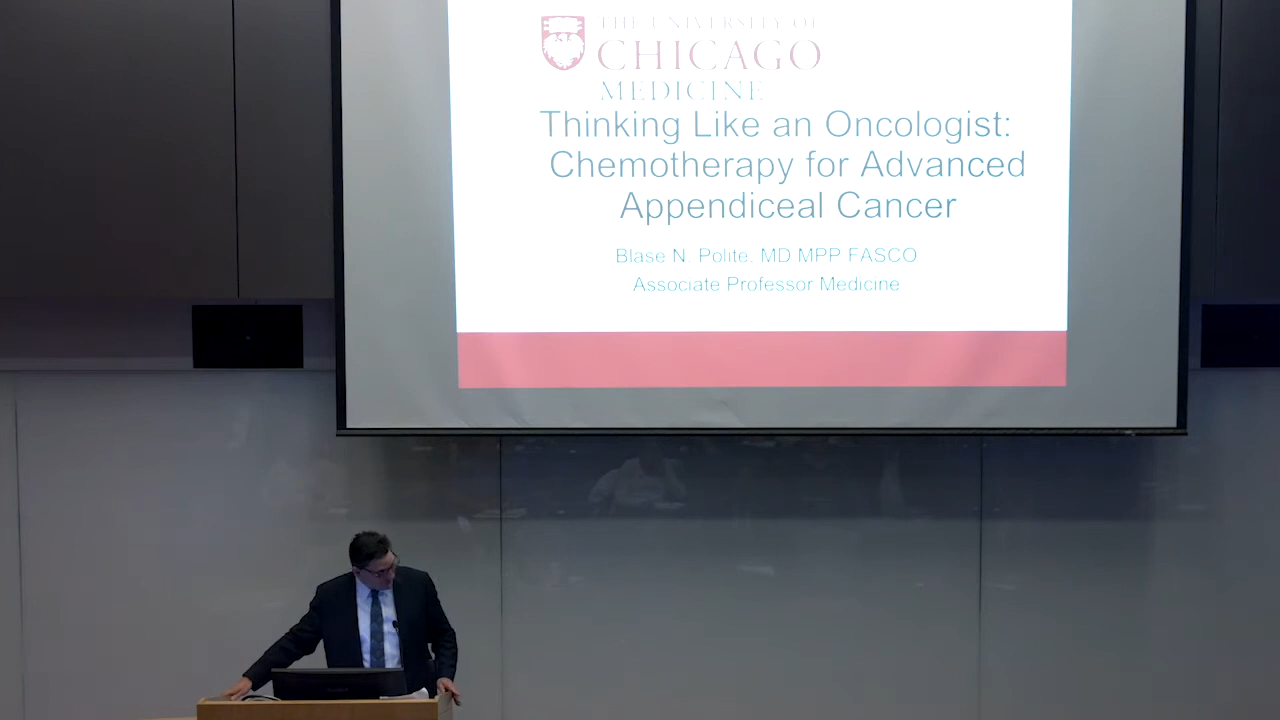 THE UNIVERSITY OF
CHICAGO
MEDICINE
Thinking Like an Oncologist:
Chemotherapy for Advanced
Appendiceal Cancer
Blase N. Polite, MD MPP FASCO
Associate Professor Medicine